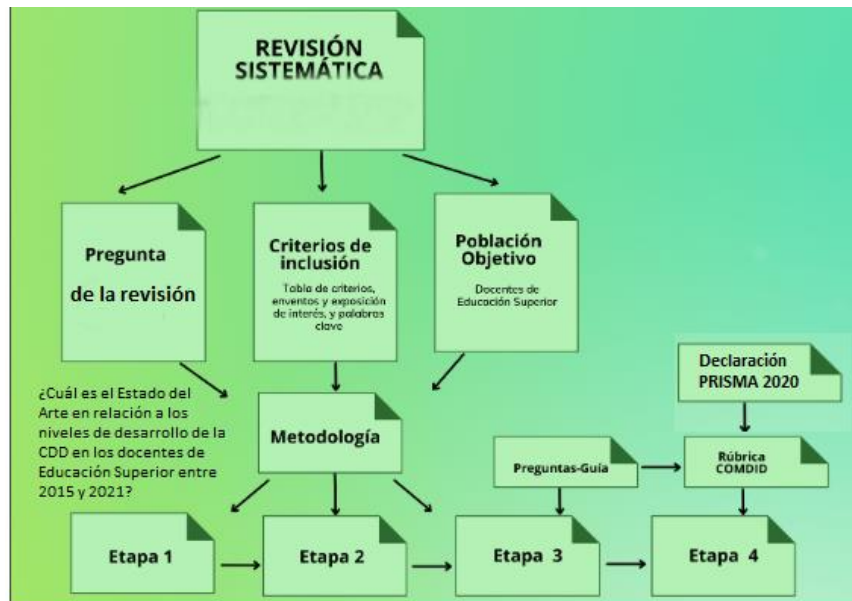 REVISIÓN
SISTEMÁTICA
Pregunta
de la revisión
Criterios de
inclusión
Tabla de criterios,
enventos y exposición
de interés, y palabras
clave
Población
Objetivo
Docentes de
Educación Superior
¿Cuál es el Estado del
Arte en relación a los
niveles de desarrollo de la
CDD en los docentes de
Educación Superior entre
2015 y 2021?
Metodología
Declaración
PRISMA 2020
Preguntas-Guía
Rúbrica
COMDID
Etapa 1
Etapa 2
Etapa 3
Etapa 4